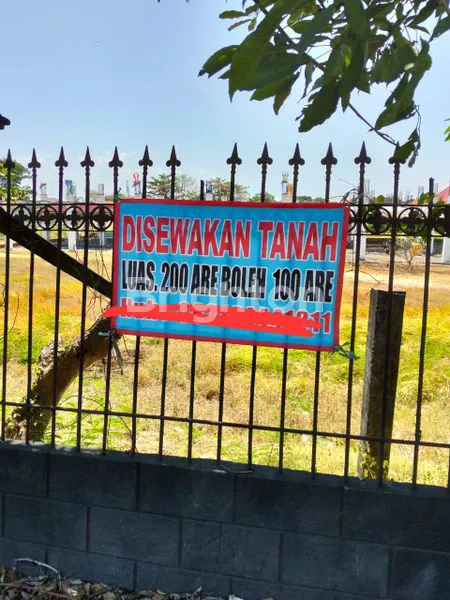 DISEWAKAN TANAH
LUAS. 200 ARE BOLEH 100 ARE